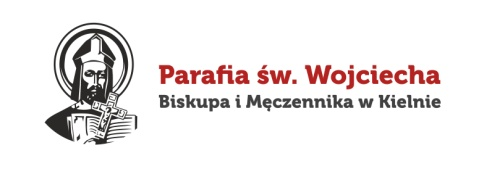 Parafia św. Wojciecha
Biskupa i Męczennika w Kielnie